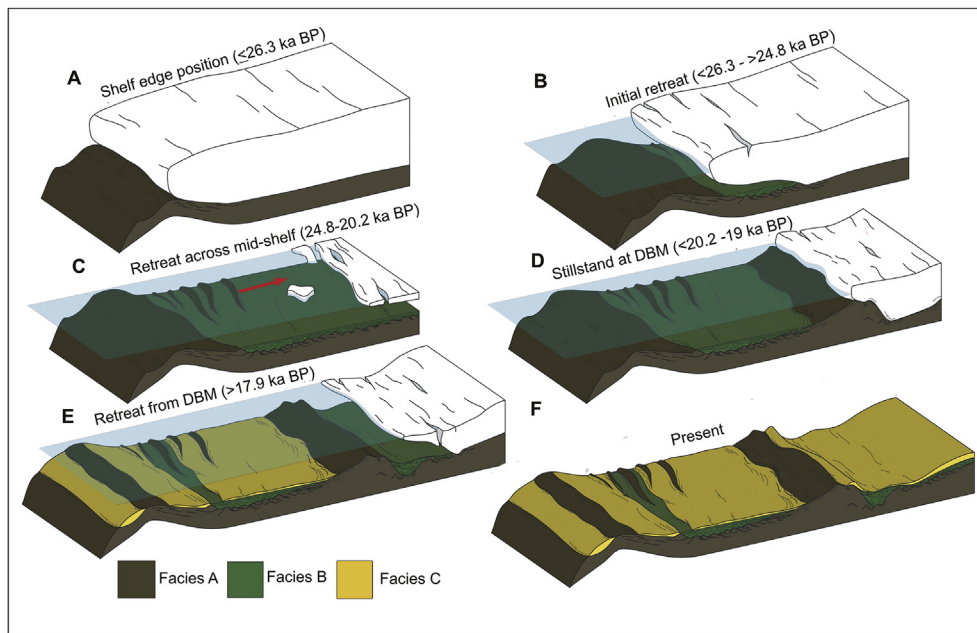 A
Shelf edge position (≤26.3 ka BP)
B
Initial retreat (<26.3 - >24.8 ka BP)
C
Retreat across mid-shelf (24.8-20.2 ka BP)
D
Stillstand at DBM (<20.2 -19 ka BP)
E
Retreat from DBM (>17.9 ka BP)
F
Present
Facies A
Facies B
Facies C